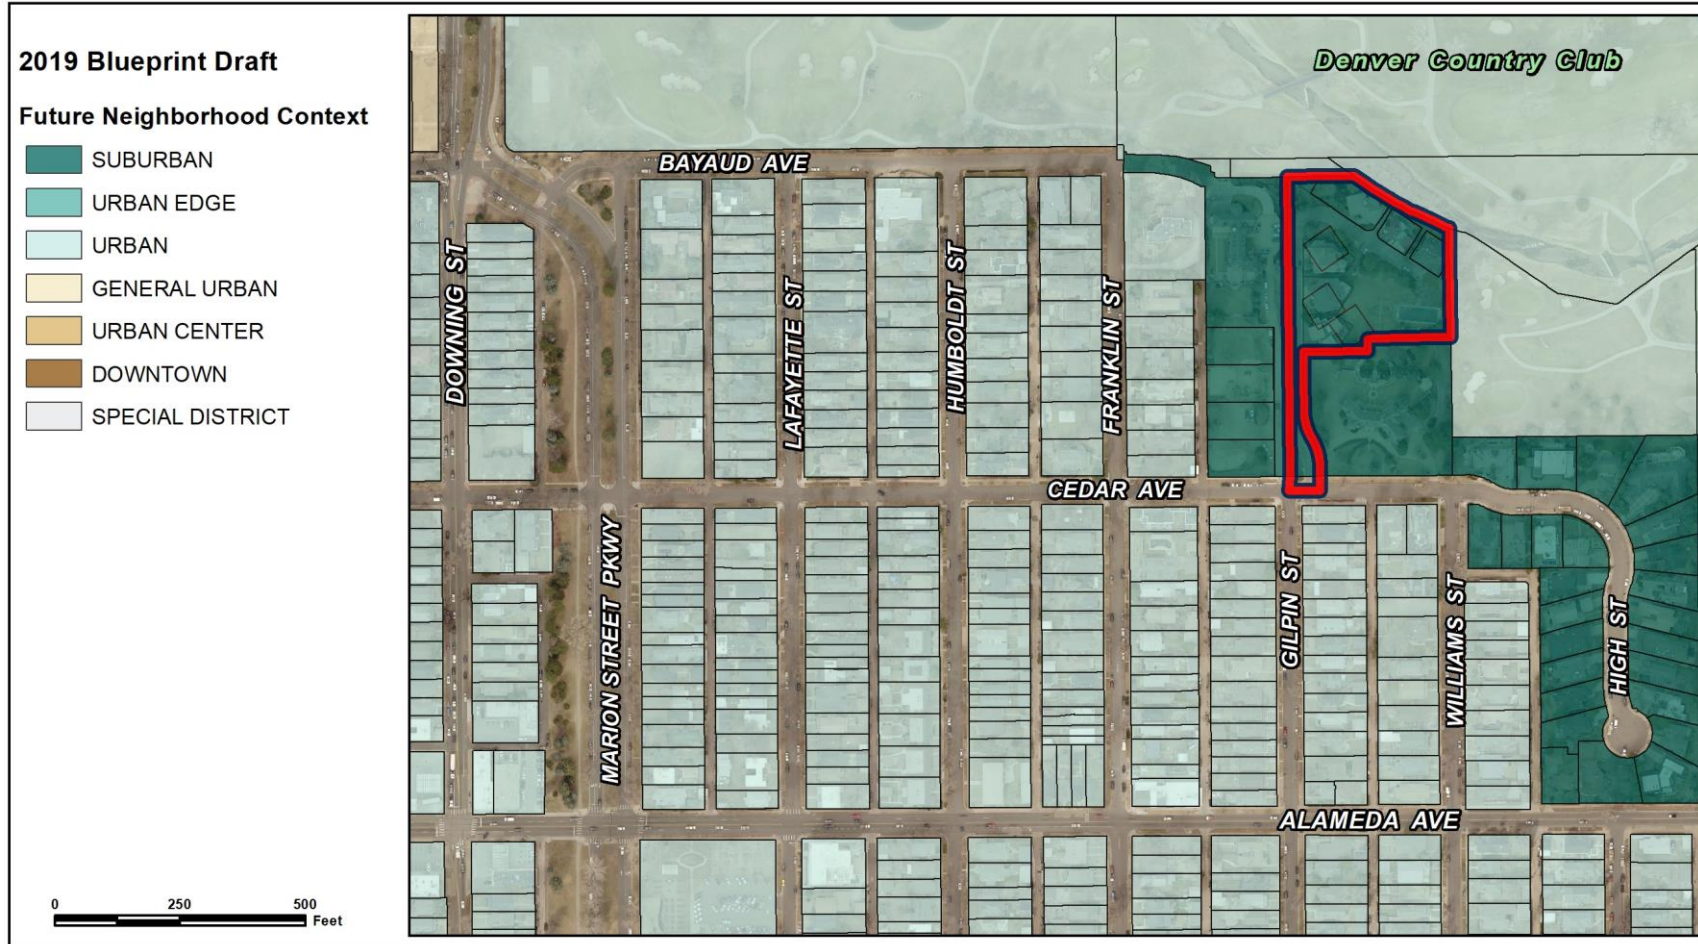 2019 Blueprint Draft
Future Neighborhood Context
SUBURBAN
URBAN EDGE
URBAN
GENERAL URBAN
URBAN CENTER
DOWNTOWN
SPECIAL DISTRICT
0 250 500
Feet
Denver Country Club
BAYAUD AVE
DOWNING ST
LAFAYETTE ST
HUMBOLDT ST
FRANKLIN ST
CEDAR AVE
MARION STREET PKWY
GILPIN ST
WILLIAMS ST
HIGH ST
ALAMEDA AVE